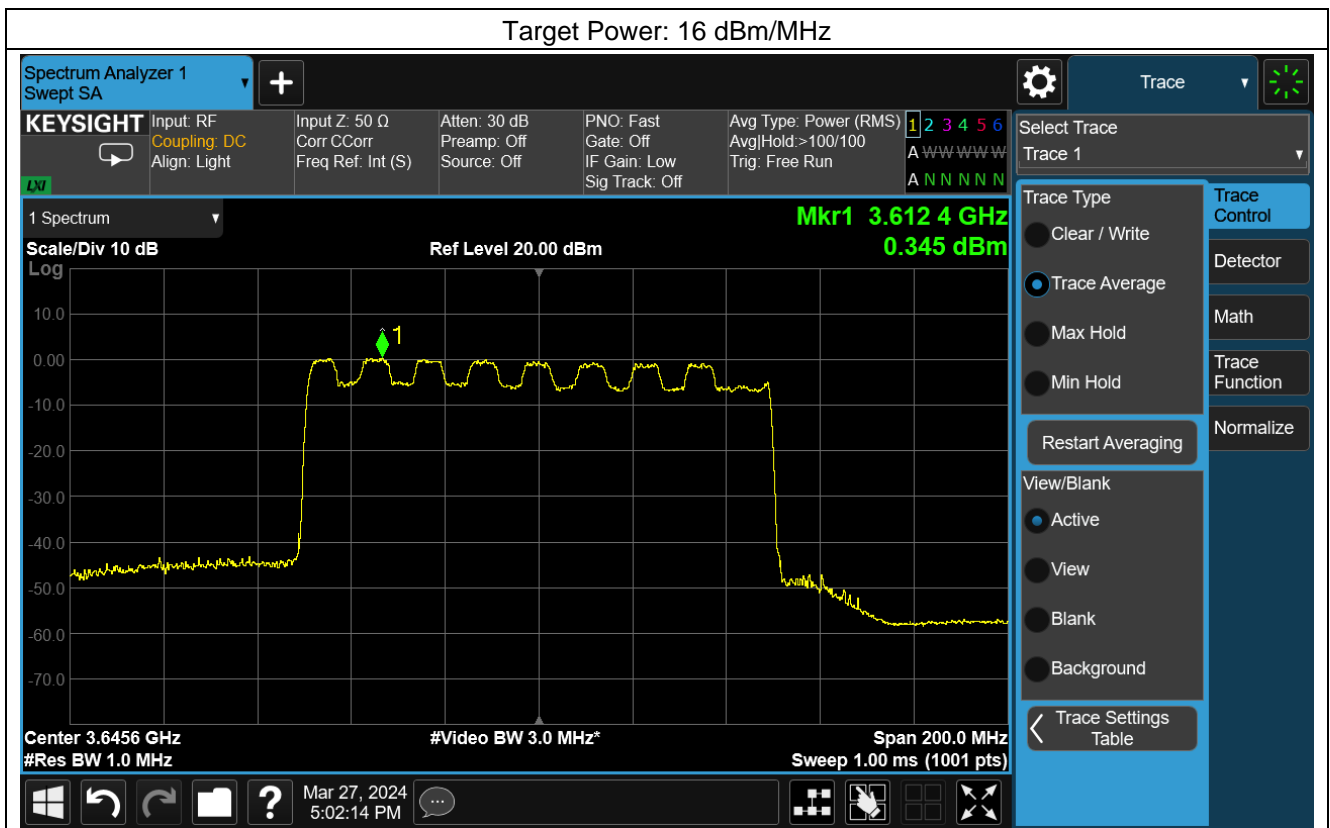 Target Power: 16 dBm/MHz
Spectrum Analyzer 1
Swept SA
Trace
KEYSIGHT
LXI
Input: RF
Coupling: DC
Align: Light
Input Z: 50 Ω
Corr CCorr
Freq Ref: Int (S)
Atten: 30 dB
Preamp: Off
Source: Off
PNO: Fast
Gate: Off
IF Gain: Low
Sig Track: Off
Avg Type: Power (RMS)
Avg|Hold:>100/100
Trig: Free Run
1 2 3 4 5 6
A W W W W W
A N N N N N
Select Trace
Trace 1
1 Spectrum
Mkr1 3.612 4 GHz
Scale/Div 10 dB
Ref Level 20.00 dBm
0.345 dBm
Log
10.0
0.00
-10.0
-20.0
-30.0
-40.0
-50.0
-60.0
-70.0
1
Center 3.6456 GHz
#Video BW 3.0 MHz*
Span 200.0 MHz
#Res BW 1.0 MHz
Sweep 1.00 ms (1001 pts)
Trace Type
Clear / Write
Trace Average
Max Hold
Min Hold
Restart Averaging
View/Blank
Active
View
Blank
Background
Trace Settings
Table
Trace
Control
Detector
Math
Trace
Function
Normalize
?
Mar 27, 2024
5:02:14 PM